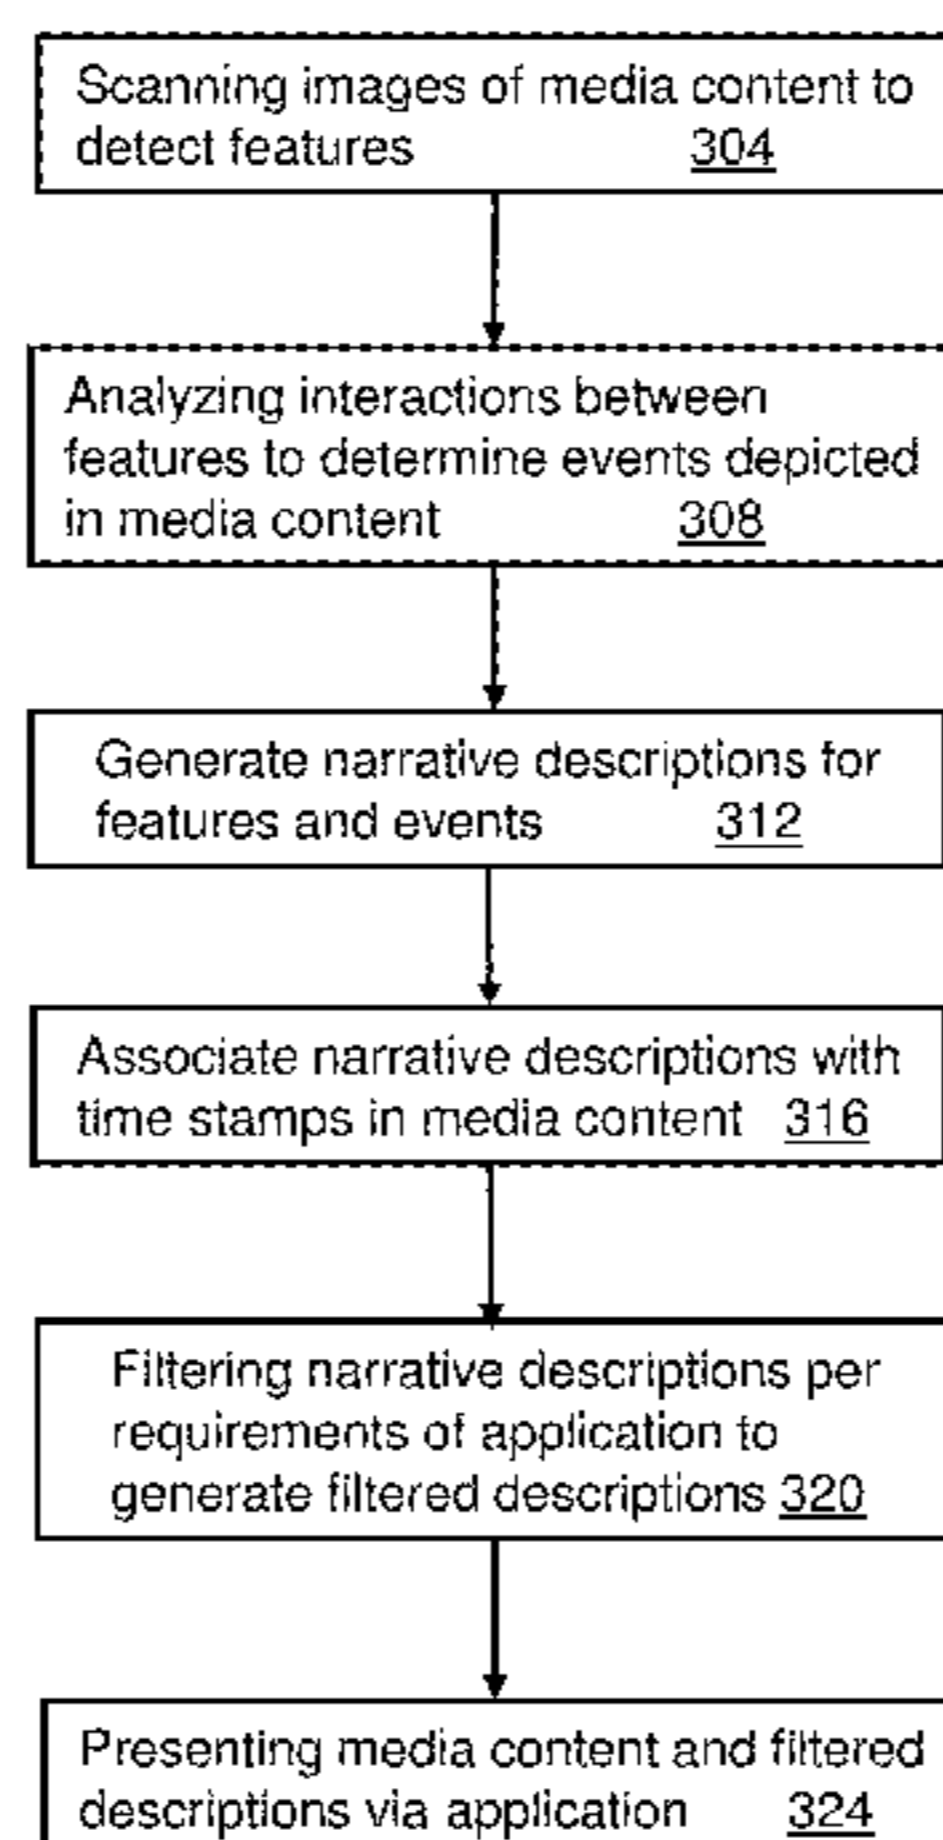 Scanning images of media content to
detect features 304
Analyzing interactions between
features to determine events depicted
in media content 308
Generate narrative descriptions for
features and events 312
Associate narrative descriptions with
time stamps in media content 316
Filtering narrative descriptions per
requirements of application to
generate filtered descriptions 320
Presenting media content and filtered
descriptions via application 324